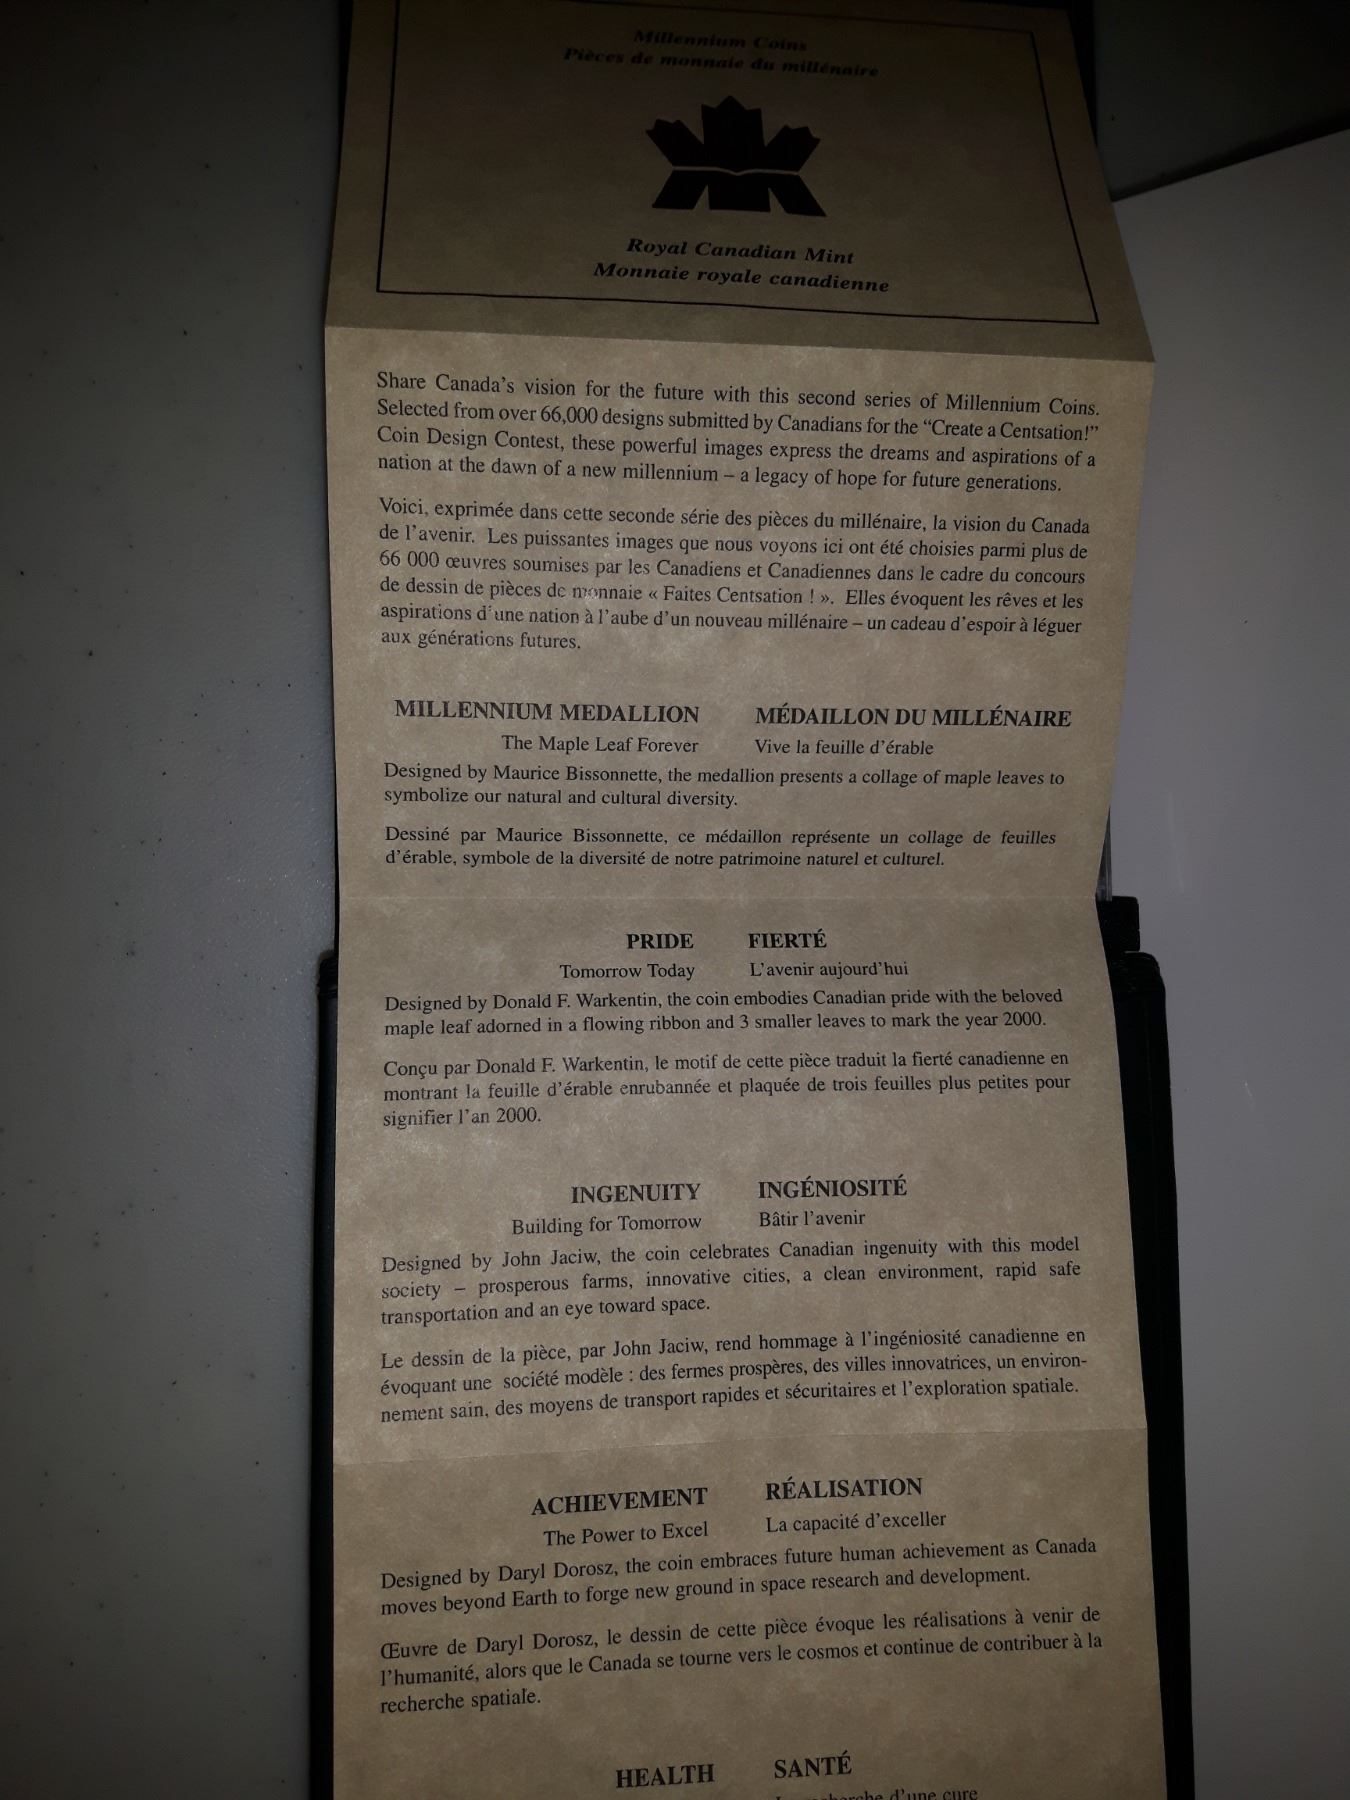 Millennium Coins
Pièces de monnaie du millénaire
Royal Canadian Mint
Monnaie royale canadienne
Share Canada's vision for the future with this second series of Millennium Coins.
Selected from over 66,000 designs submitted by Canadians for the “Create a Centsation!”
Coin Design Contest, these powerful images express the dreams and aspirations of a
nation at the dawn of a new millennium – a legacy of hope for future generations.
Voici, exprimée dans cette seconde série des pièces du millénaire, la vision du Canada
de l'avenir. Les puissantes images que nous voyons ici ont été choisies parmi plus de
66 000 œuvres soumises par les Canadiens et Canadiennes dans le cadre du concours
de dessin de pièces de monnaie « Faites Centsation ! ». Elles évoquent les rêves et les
aspirations d'une nation à l'aube d'un nouveau millénaire – un cadeau d'espoir à léguer
aux générations futures.
MILLENNIUM MEDALLION MÉDAILLON DU MILLÉNAIRE
The Maple Leaf Forever Vive la feuille d'érable
Designed by Maurice Bissonnette, the medallion presents a collage of maple leaves to
symbolize our natural and cultural diversity.
Dessiné par Maurice Bissonnette, ce médaillon représente un collage de feuilles
d'érable, symbole de la diversité de notre patrimoine naturel et culturel.
PRIDE FIERTÉ
Tomorrow Today L'avenir aujourd'hui
Designed by Donald F. Warkentin, the coin embodies Canadian pride with the beloved
maple leaf adorned in a flowing ribbon and 3 smaller leaves to mark the year 2000.
Conçu par Donald F. Warkentin, le motif de cette pièce traduit la fierté canadienne en
montrant la feuille d'érable enrubannée et plaquée de trois feuilles plus petites pour
signifier l'an 2000.
INGENUITY INGÉNIOSITÉ
Building for Tomorrow Bâtir l'avenir
Designed by John Jaciw, the coin celebrates Canadian ingenuity with this model
society – prosperous farms, innovative cities, a clean environment, rapid safe
transportation and an eye toward space.
Le dessin de la pièce, par John Jaciw, rend hommage à l'ingéniosité canadienne en
évoquant une société modèle : des fermes prospères, des villes innovatrices, un environ-
nement sain, des moyens de transport rapides et sécuritaires et l'exploration spatiale.
ACHIEVEMENT RÉALISATION
The Power to Excel La capacité d'exceller
Designed by Daryl Dorosz, the coin embraces future human achievement as Canada
moves beyond Earth to forge new ground in space research and development.
Œuvre de Daryl Dorosz, le dessin de cette pièce évoque les réalisations à venir de
l'humanité, alors que le Canada se tourne vers le cosmos et continue de contribuer à la
recherche spatiale.
HEALTH SANTÉ
d'une cure